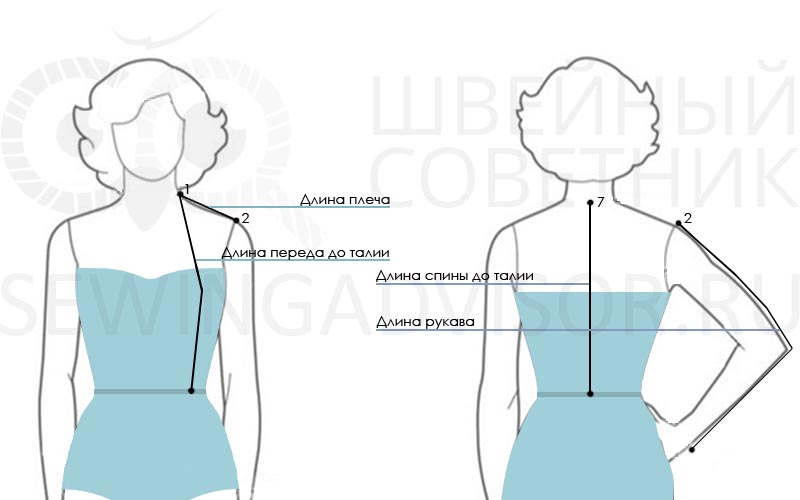 ШВЕЙНЫЙ
СОВЕТНИК
1
Длина плеча
2
Длина переда до талии
7
2
Длина спины до талии
SEWINGADVISOR.RU
Длина рукава